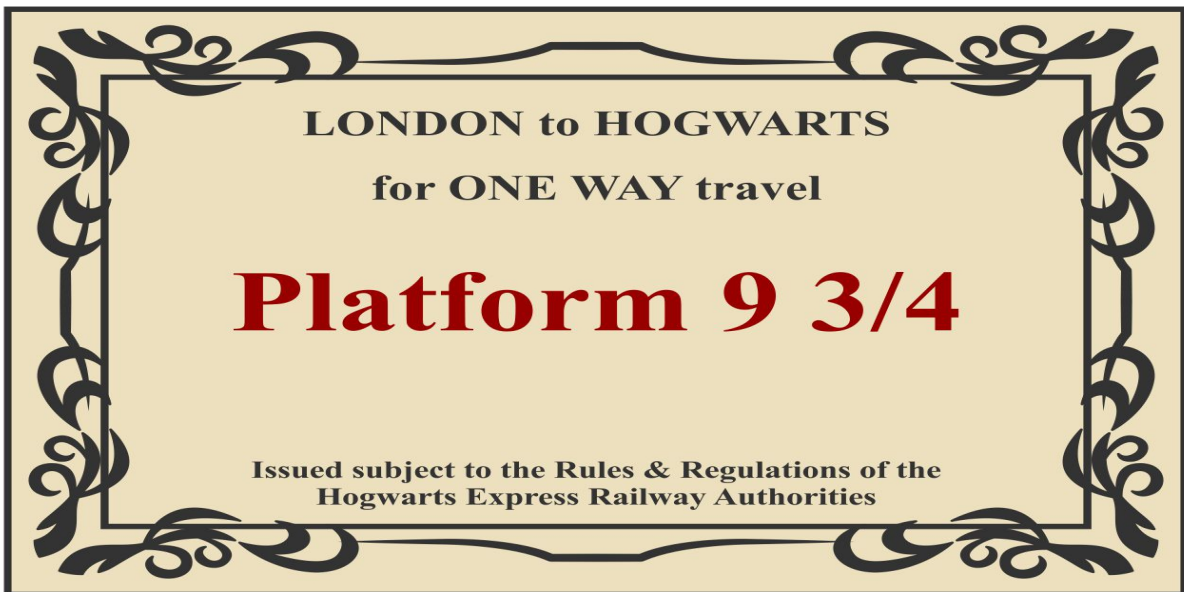 LONDON to HOGWARTS
for ONE WAY travel
Platform 9 3/4
Issued subject to the Rules & Regulations of the
Hogwarts Express Railway Authorities